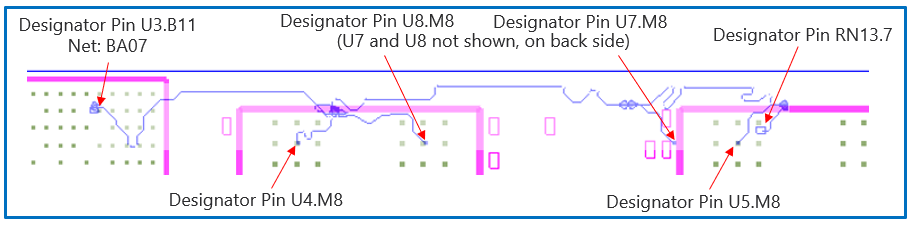 Designator Pin U3.B11
Net: BA07
Designator Pin U8.M8
(U7 and U8 not shown, on back side)
Designator Pin U7.M8
Designator Pin RN13.7
Designator Pin U4.M8
Designator Pin U5.M8